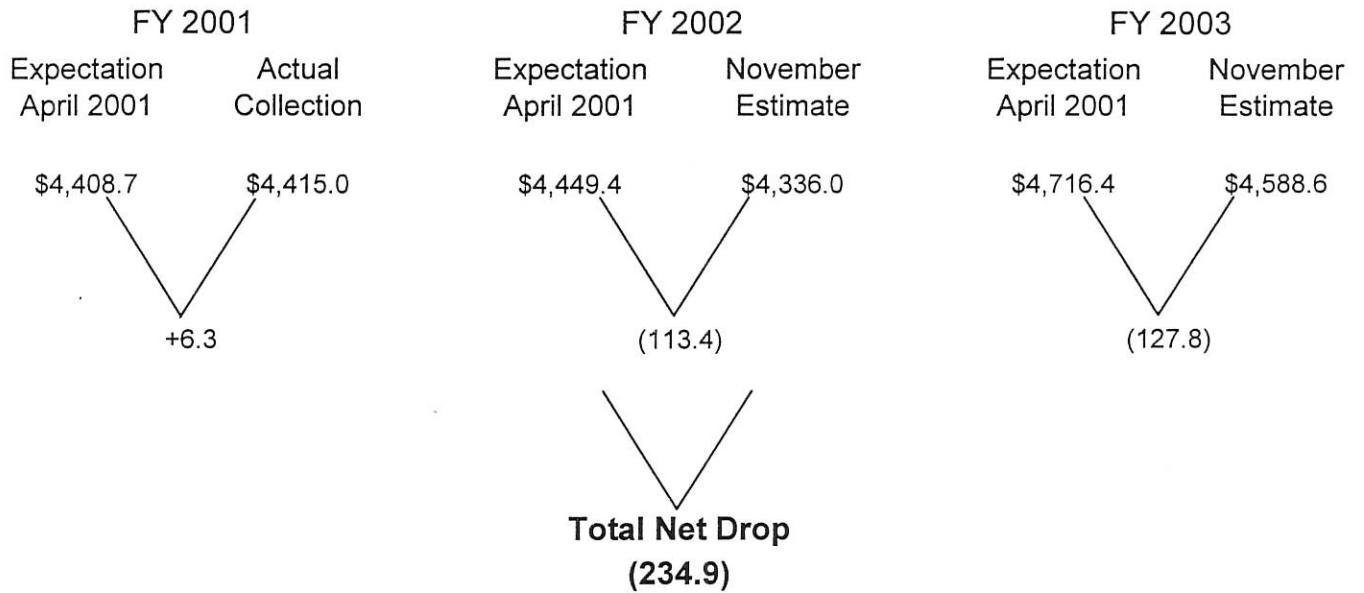 FY 2001
FY 2002
FY 2003
Expectation Actual Expectation November Expectation November
April 2001 Collection April 2001 Estimate April 2001 Estimate
$4,408.7 $4,415.0 $4,449.4 $4,336.0 $4,716.4 $4,588.6
+6.3 (113.4) (127.8)
Total Net Drop
(234.9)